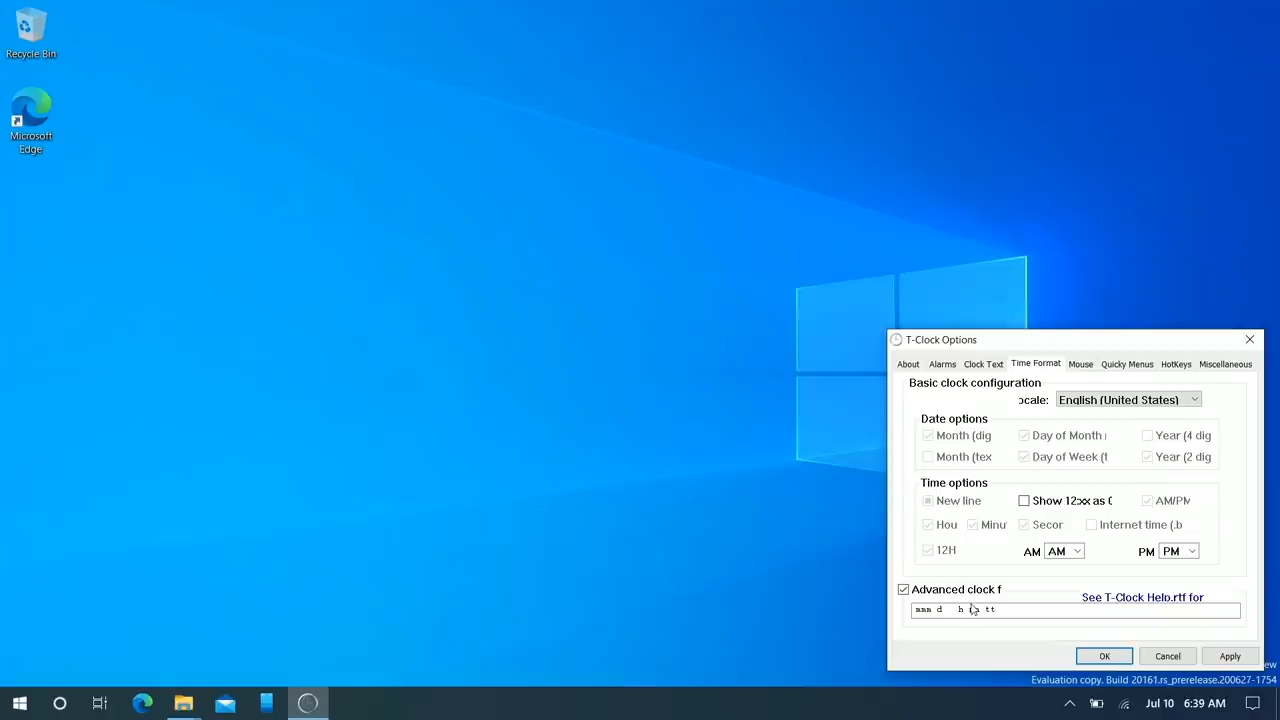 Recycle Bin
Microsoft
Edge
T-Clock Options
About Alarms Clock Text Time Format Mouse Quicky Menus HotKeys Miscellaneous
Basic clock configuration
ocale: English (United States)
Date options
Month (dig Day of Month Year (4 dig
Month (tex Day of Week (t Year (2 dig
Time options
New line Show 12:xx as 0 AM/PM
Hou Minu Secor Internet time (.b
12H AM AM PM PM
Advanced clock f
See T-Clock Help.rtf for
mmm d h tt
OK Cancel Apply
ew
Evaluation copy. Build 20161.rs_prerelease.200627-1754
Jul 10 6:39 AM